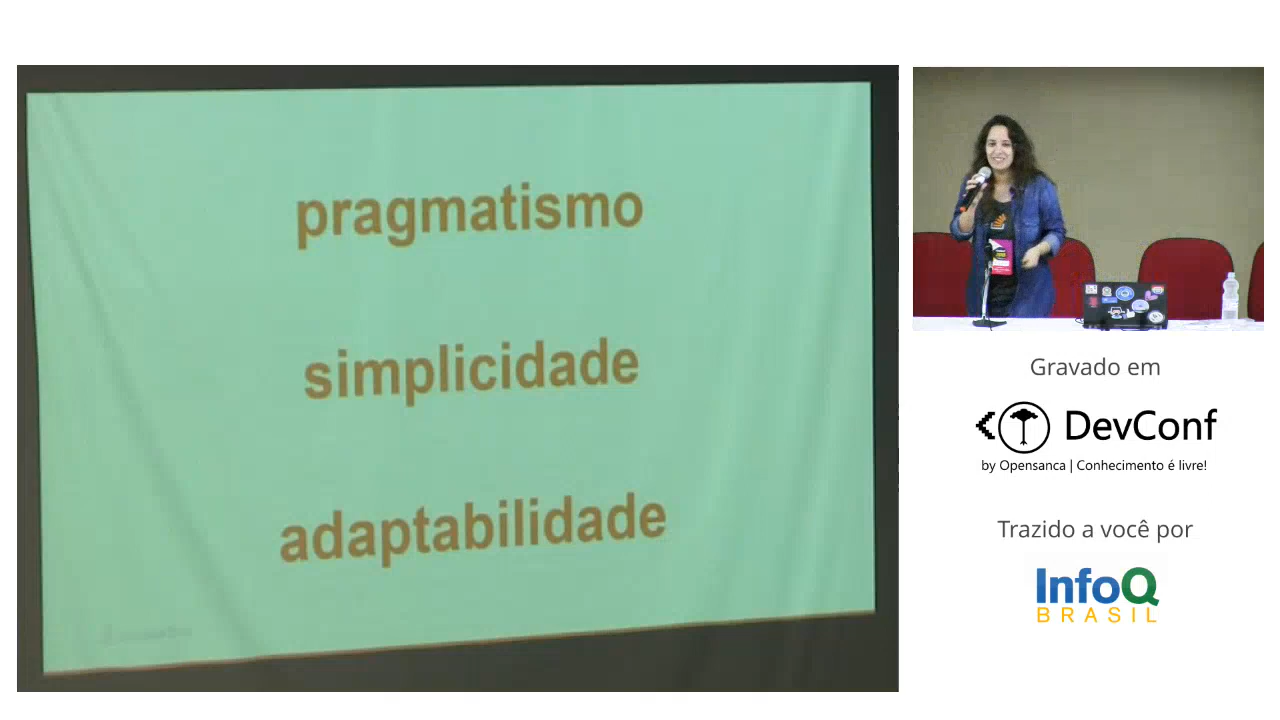 pragmatismo
simplicidade
adaptabilidade
Gravado em
DevConf
by Opensanca | Conhecimento é livre!
Trazido a você por
InfoQ
BRASIL